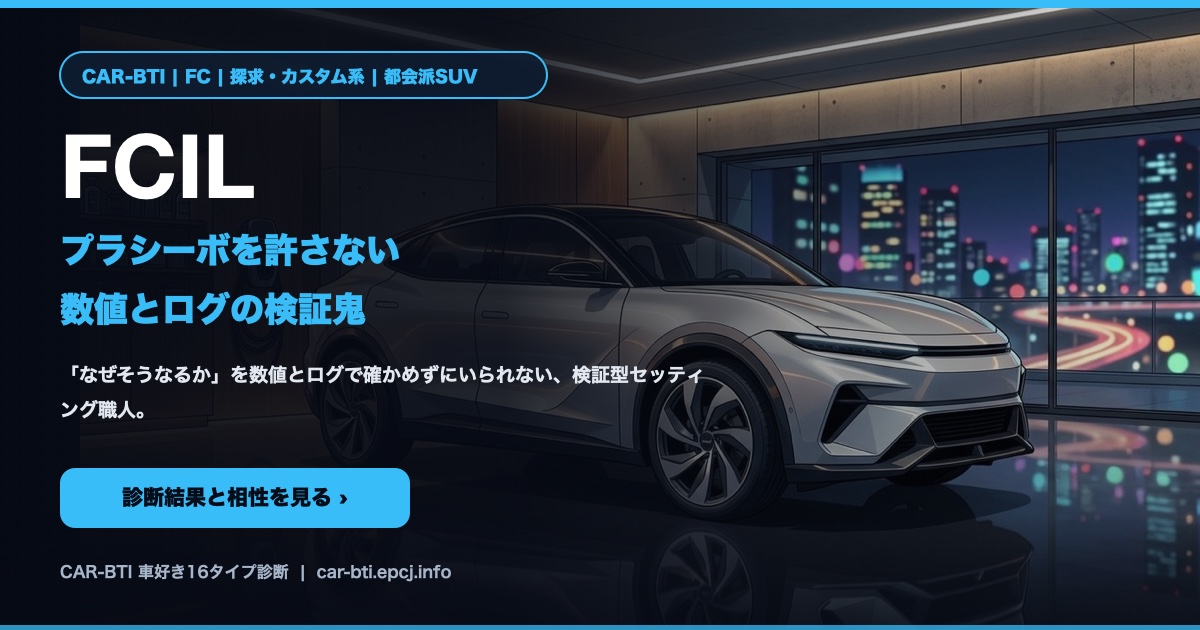 CAR-BTI | FC | 探求・カスタム系 | 都会派SUV
FCIL
プラシーボを許さない
数値とログの検証鬼
「なぜそうなるか」を数値とログで確かめずにいられない、検証型セッティ
ング職人。
診断結果と相性を見る ›
CAR-BTI 車好き16タイプ診断 | car-bti.epcj.info